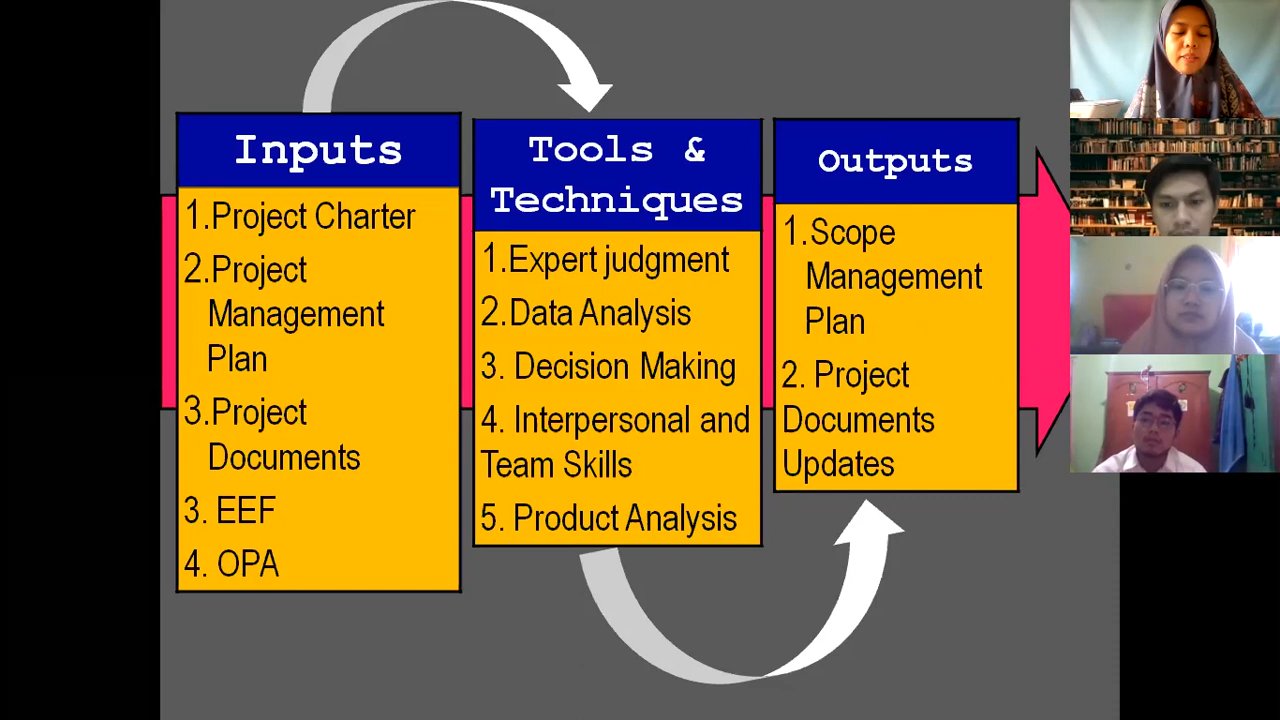 Inputs
1.Project Charter
2.Project
Management
Plan
3.Project
Documents
3. EEF
4. OPA
Tools &
Techniques
1.Expert judgment
2.Data Analysis
3. Decision Making
4. Interpersonal and
Team Skills
5. Product Analysis
Outputs
1.Scope
Management
Plan
2. Project
Documents
Updates